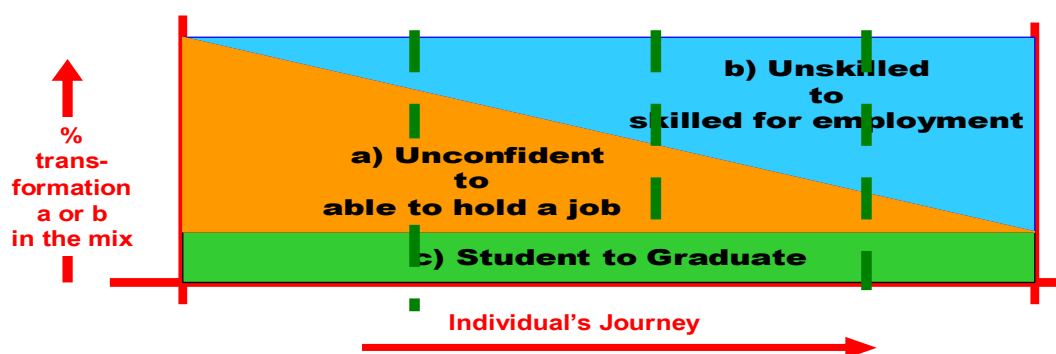 %
trans-
formation
a or b
in the mix
b) Unskilled
to
skilled for employment
a) Unconfident
to
able to hold a job
c) Student to Graduate
Individual's Journey